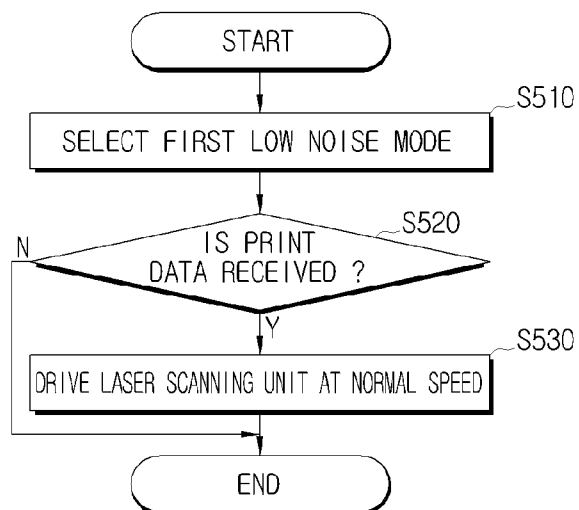 START
S510
SELECT FIRST LOW NOISE MODE
S520
IS PRINT
DATA RECEIVED ?
N
Y
S530
DRIVE LASER SCANNING UNIT AT NORMAL SPEED
END